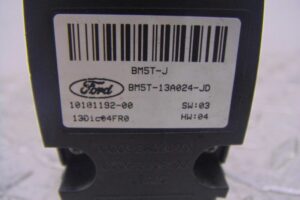 BM5T-J
Ford
BM5T-13A024-JD
10101192-00
SW:03
13Dic04FR0
HW:04